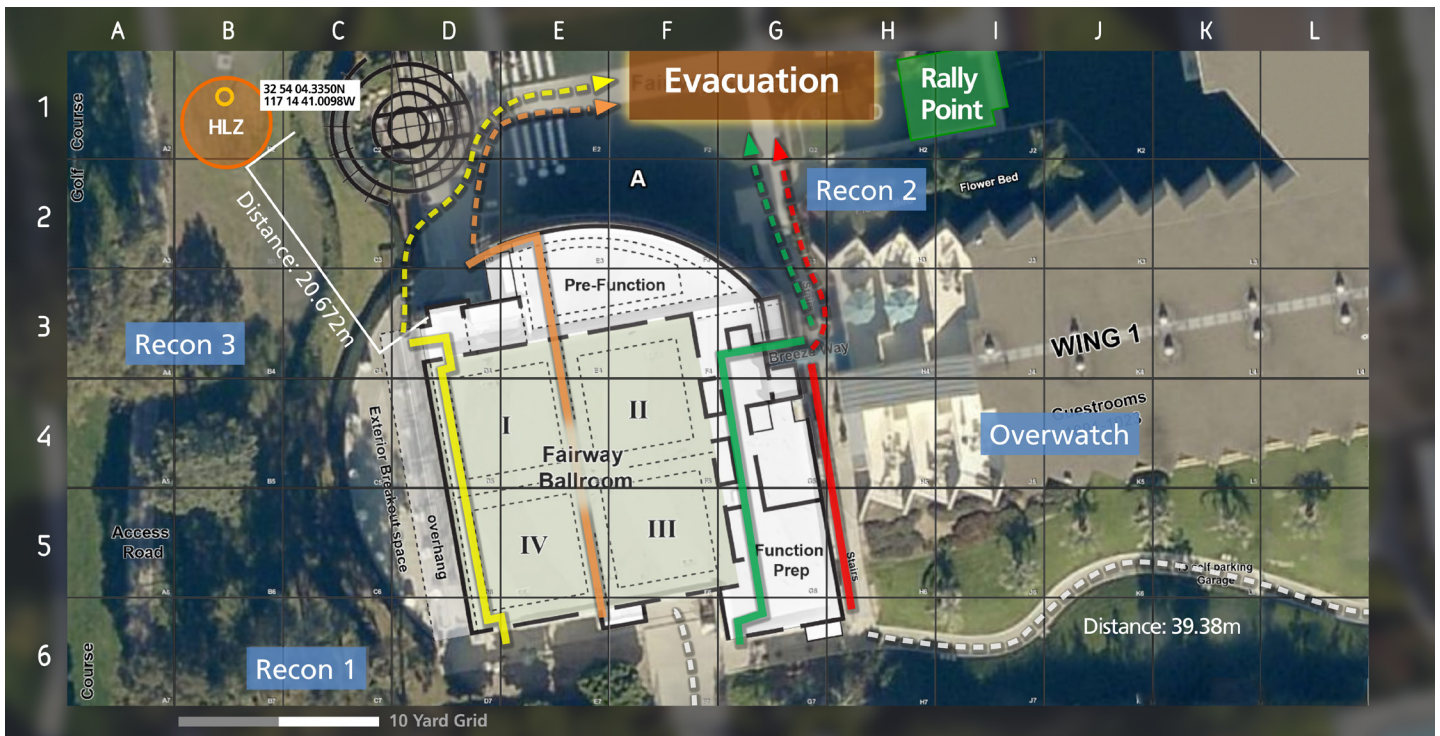 A B C D E F G H I J K L
1
2
3
4
5
6
Evacuation
Rally
Point
32 54 04.3350N
117 14 41.0098W
HLZ
Golf Course
A
Recon 2
Flower Bed
Distance: 20.672m
Pre-Function
Recon 3
Breeze Way
WING 1
I
II
Fairway
Ballroom
Guestrooms
Overwatch
Exterior Breakout space
overhang
IV
III
Access
Road
Function
Prep
Stairs
To self parking
Garage
Distance: 39.38m
Course
Recon 1
10 Yard Grid